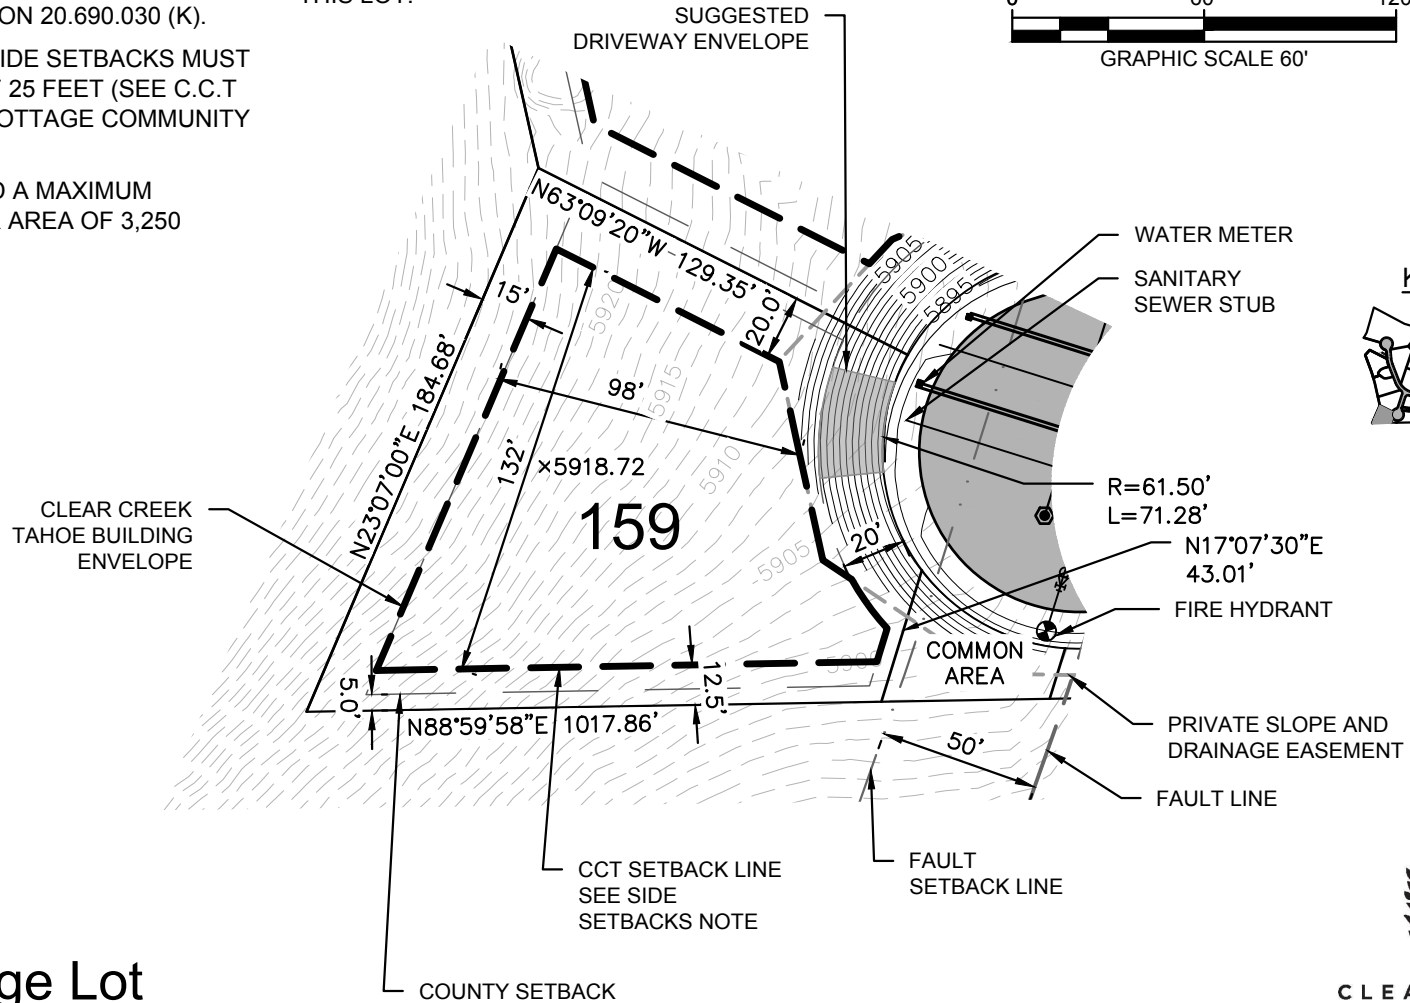 ON 20.690.030 (K).
THIS LOT.
IDE SETBACKS MUST
25 FEET (SEE C.C.T
OTTAGE COMMUNITY
A MAXIMUM
AREA OF 3,250
SUGGESTED
DRIVEWAY ENVELOPE
0 60 120
GRAPHIC SCALE 60'
N63°09'20"W 129.35'
20.0'
5905
5900
5895
WATER METER
SANITARY
SEWER STUB
15'
5920
N23°07'00"E 184.68'
98'
5915
132'
×5918.72
5910
159
CLEAR CREEK
TAHOE BUILDING
ENVELOPE
R=61.50'
L=71.28'
N17°07'30"E
43.01'
20'
5905
FIRE HYDRANT
COMMON
AREA
5900
5.0'
12.5'
N88°59'58"E 1017.86'
PRIVATE SLOPE AND
DRAINAGE EASEMENT
50'
FAULT LINE
CCT SETBACK LINE
SEE SIDE
SETBACKS NOTE
FAULT
SETBACK LINE
ge Lot
COUNTY SETBACK
CLEA